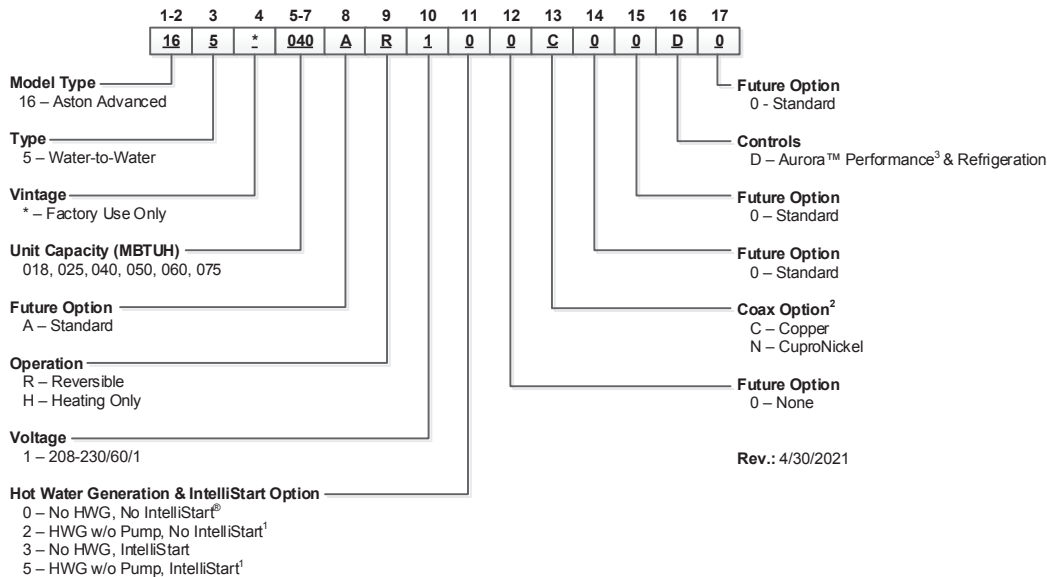 1-2 3 4 5-7 8 9 10 11 12 13 14 15 16 17
16 5 * 040 A R 1 0 0 C 0 0 D 0
Model Type
16 – Aston Advanced
Type
5 – Water-to-Water
Vintage
* – Factory Use Only
Unit Capacity (MBTUH)
018, 025, 040, 050, 060, 075
Future Option
A – Standard
Operation
R – Reversible
H – Heating Only
Voltage
1 – 208-230/60/1
Hot Water Generation & IntelliStart Option
0 – No HWG, No IntelliStart®
2 – HWG w/o Pump, No IntelliStart¹
3 – No HWG, IntelliStart
5 – HWG w/o Pump, IntelliStart¹
Future Option
0 - Standard
Controls
D – Aurora™ Performance³ & Refrigeration
Future Option
0 – Standard
Future Option
0 – Standard
Coax Option²
C – Copper
N – CuproNickel
Future Option
0 – None
Rev.: 4/30/2021